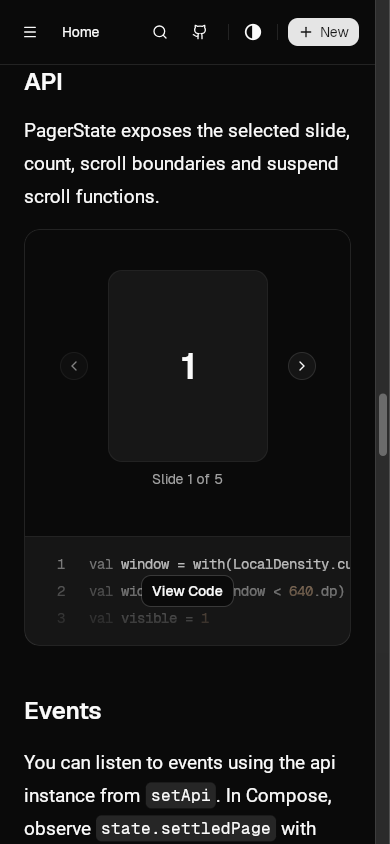 Home
New
API
PagerState exposes the selected slide,
count, scroll boundaries and suspend
scroll functions.
1
Slide 1 of 5
1 val window = with(LocalDensity.cu
2 val ndow < 640.dp)
View Code
3 val visible = 1
Events
You can listen to events using the api
instance from setApi. In Compose,
observe state.settledPage with